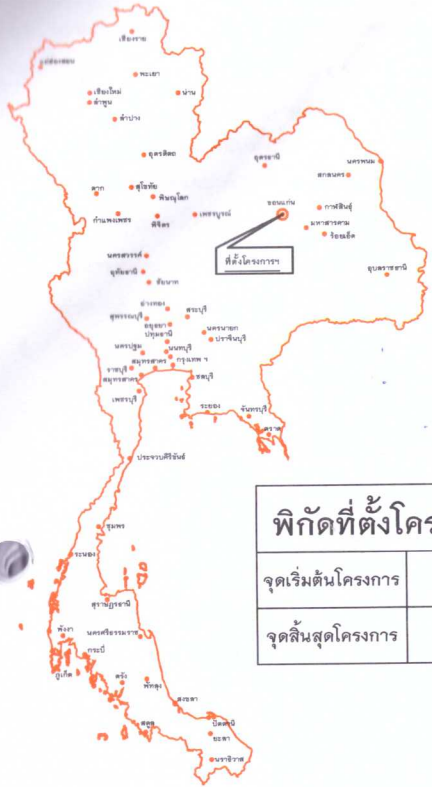 เชียงราย
แม่ฮ่องสอน
พะเยา
เชียงใหม่
น่าน
ลำพูน
ลำปาง
อุตรดิตถ์
อุดรธานี
นครพนม
สกลนคร
ตาก
สุโขทัย
พิษณุโลก
ขอนแก่น
กาฬสินธุ์
กำแพงเพชร
พิจิตร
เพชรบูรณ์
มหาสารคาม
ร้อยเอ็ด
นครสวรรค์
ที่ตั้งโครงการฯ
อุทัยธานี
ชัยนาท
อุบลราชธานี
อ่างทอง
สุพรรณบุรี
สระบุรี
อยุธยา
ปทุมธานี
นครนายก
ปราจีนบุรี
นครปฐม
นนทบุรี
สมุทรสาคร
กรุงเทพ ฯ
ราชบุรี
สมุทรสาคร
ชลบุรี
เพชรบุรี
ระยอง
จันทบุรี
ตราด
ประจวบคีรีขันธ์
พิกัดที่ตั้งโคร
ชุมพร
ระนอง
จุดเริ่มต้นโครงการ
สุราษฎรธานี
จุดสิ้นสุดโครงการ
พังงา
นครศรีธรรมราช
กระบี่
ภูเก็ต
ตรัง
พัทลุง
สงขลา
สตูล
ปัตตานี
ยะลา
นราธิวาส